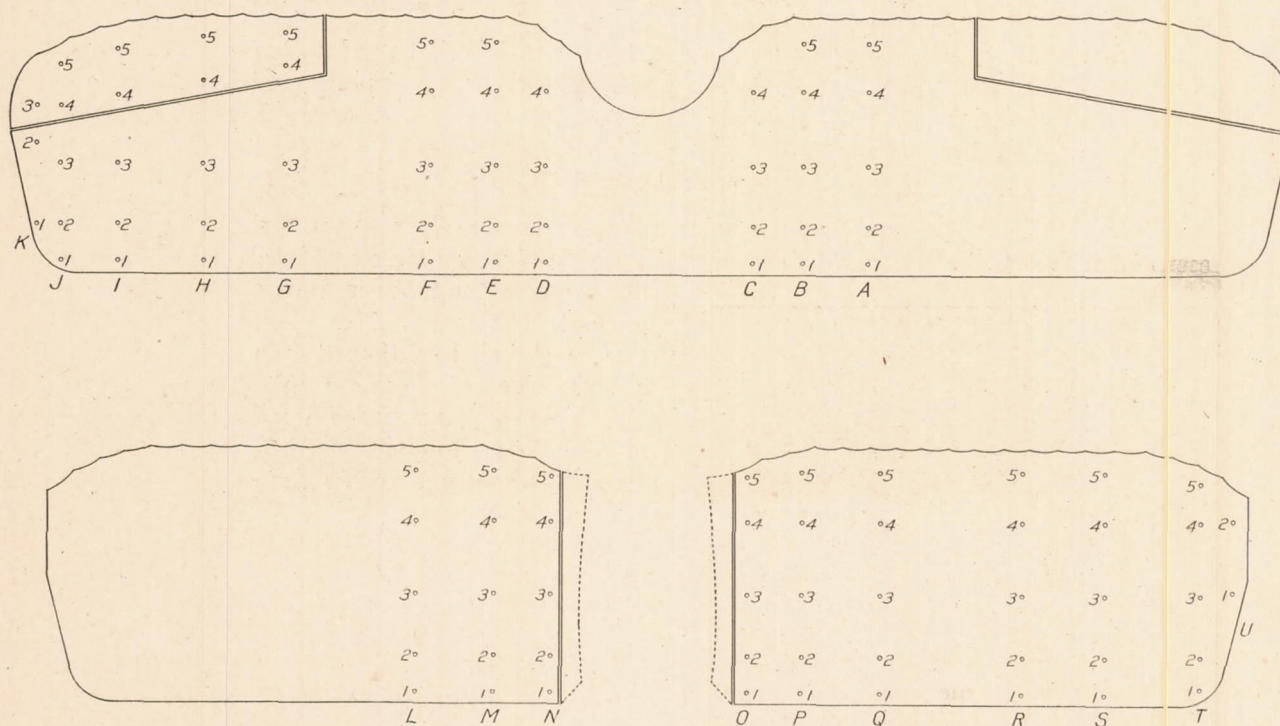 5 5 5 5 5 5 5
5
3 4 4 4 4 4 4 4 4 4 4
2
3 3 3 3 3 3 3 3 3 3
1 2 2 2 2 2 2 2 2 2 2
K
1 1 1 1 1 1 1 1 1 1
J I H G F E D C B A
5 5 5 5 5 5 5 5 5
4 4 4 4 4 4 4 4 4 2
3 3 3 3 3 3 3 3 3 1
U
2 2 2 2 2 2 2 2 2
1 1 1 1 1 1 1 1 1
L M N O P Q R S T